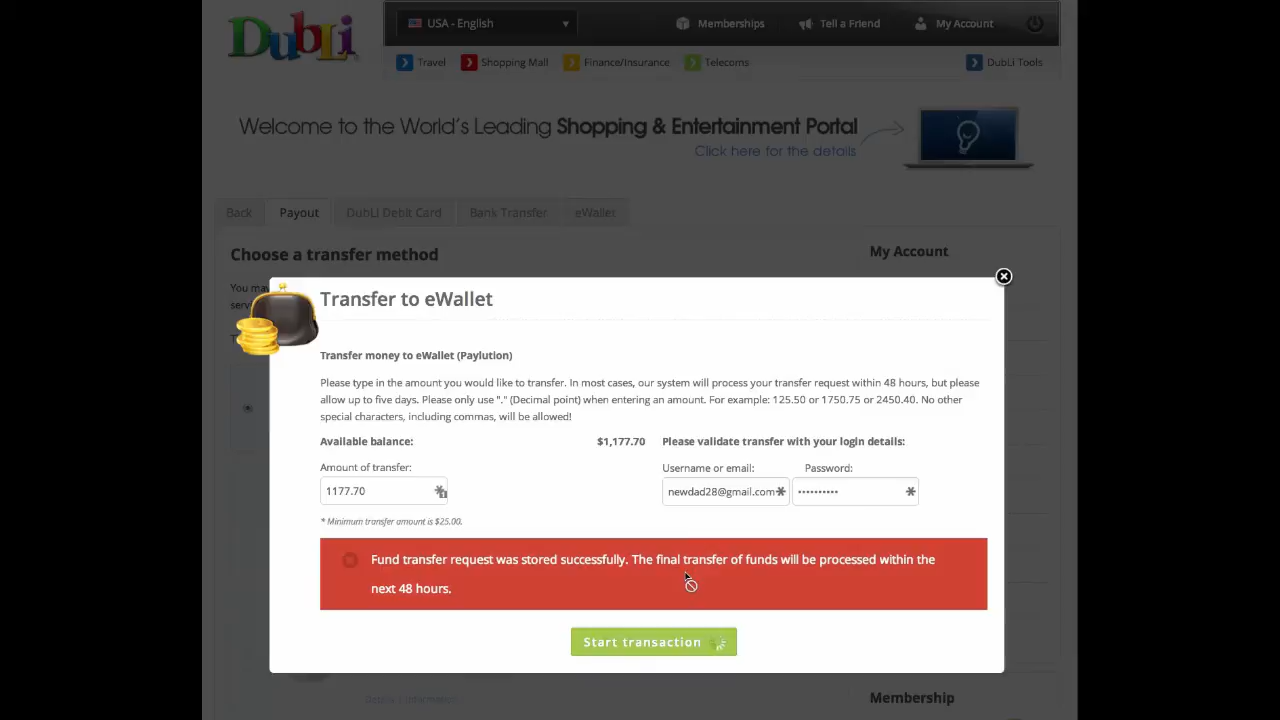 DubLi
USA - English
Memberships
Tell a Friend
My Account
Travel
Shopping Mall
Finance/Insurance
Telecoms
DubLi Tools
Welcome to the World's Leading Shopping & Entertainment Portal
Click here for the details
Back
Payout
DubLi Debit Card
Bank Transfer
eWallet
Choose a transfer method
My Account
You may
Transfer to eWallet
Transfer money to eWallet (Paylution)
Please type in the amount you would like to transfer. In most cases, our system will process your transfer request within 48 hours, but please
allow up to five days. Please only use "." (Decimal point) when entering an amount. For example: 125.50 or 1750.75 or 2450.40. No other
special characters, including commas, will be allowed!
Available balance: $1,177.70
Please validate transfer with your login details:
Amount of transfer:
Username or email:
Password:
1177.70
newdad28@gmail.com
••••••••••
* Minimum transfer amount is $25.00.
Fund transfer request was stored successfully. The final transfer of funds will be processed within the
next 48 hours.
Start transaction
Membership